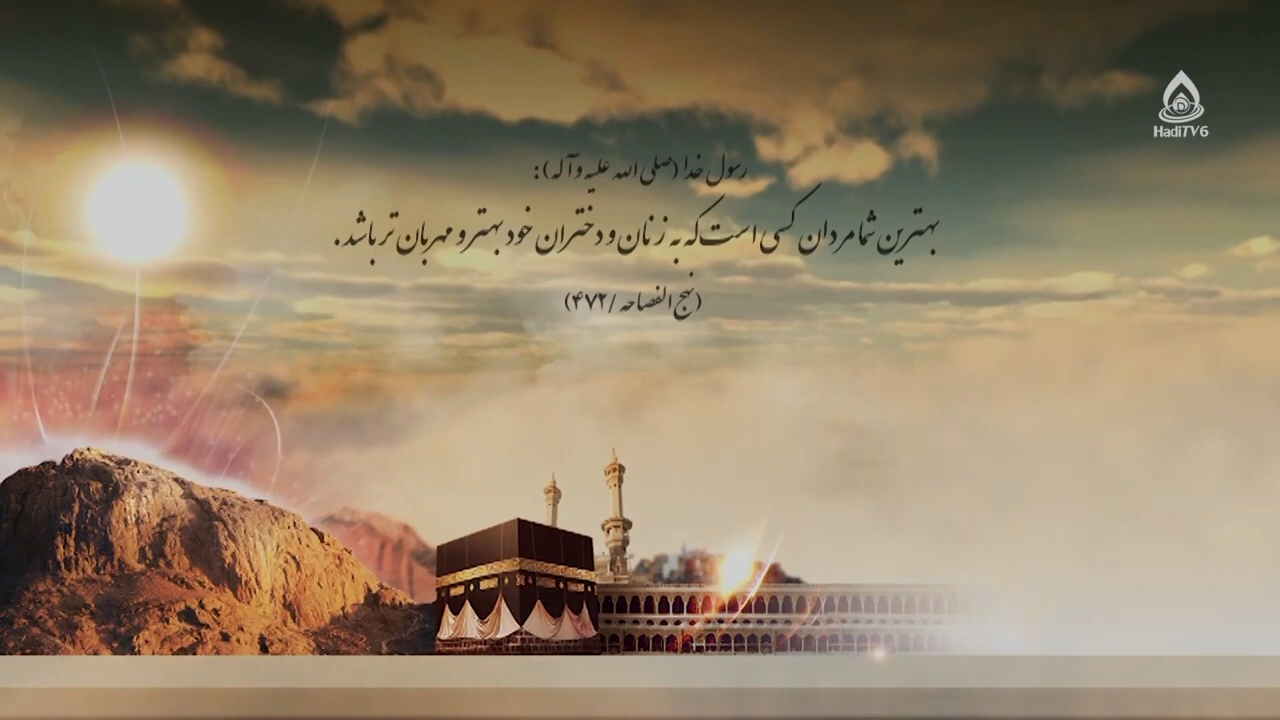 HadiTV6
رسول خدا (صلی الله علیه و آله):
بهترین شما مردان کسی است که به زنان و دختران خود بهتر و مهربان تر باشد.
(نهج الفصاحه / ۴۷۲)